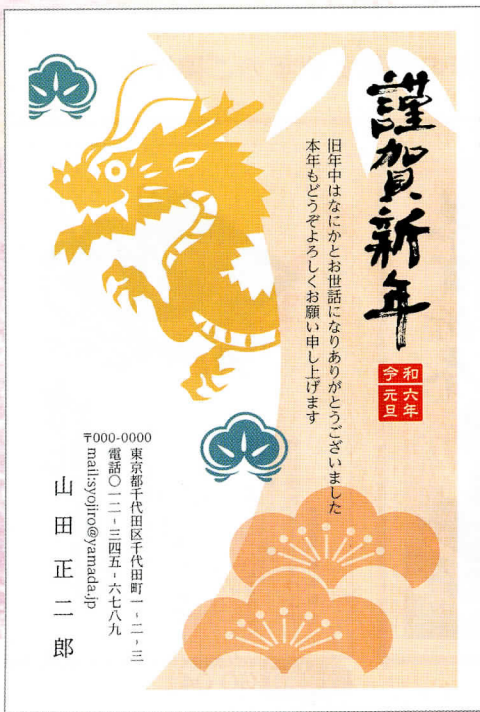 謹賀新年
令和六年元旦
旧年中はなにかとお世話になりありがとうございました
本年もどうぞよろしくお願い申し上げます
〒000-0000
東京都千代田区千代田町一-二-三
電話〇一二-三四五-六七八九
mail:syojiro@yamada.jp
山田正二郎